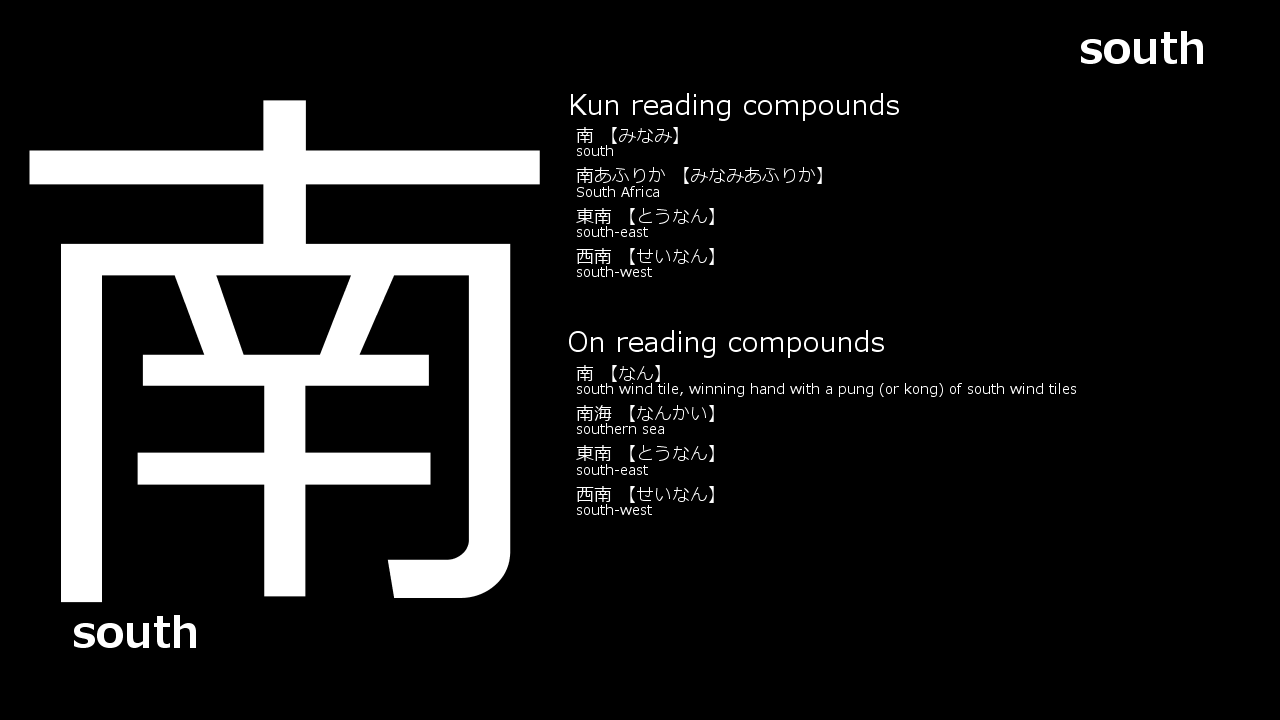 south
南
south
Kun reading compounds
南 【みなみ】
south
南あふりか 【みなみあふりか】
South Africa
東南 【とうなん】
south-east
西南 【せいなん】
south-west
On reading compounds
南 【なん】
south wind tile, winning hand with a pung (or kong) of south wind tiles
南海 【なんかい】
southern sea
東南 【とうなん】
south-east
西南 【せいなん】
south-west